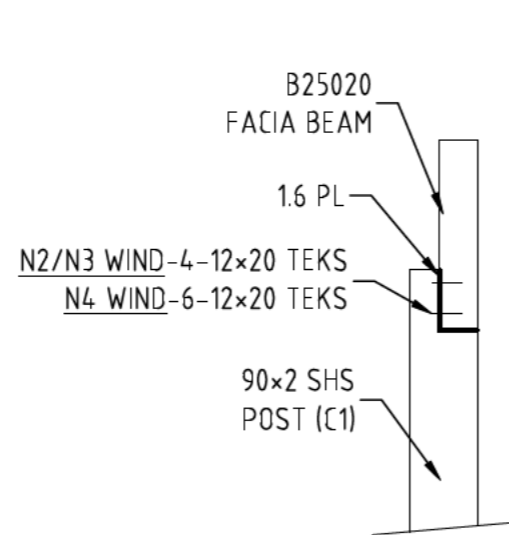 B25020
FACIA BEAM
1.6 PL
N2/N3 WIND-4-12×20 TEKS
N4 WIND-6-12×20 TEKS
90×2 SHS
POST (C1)